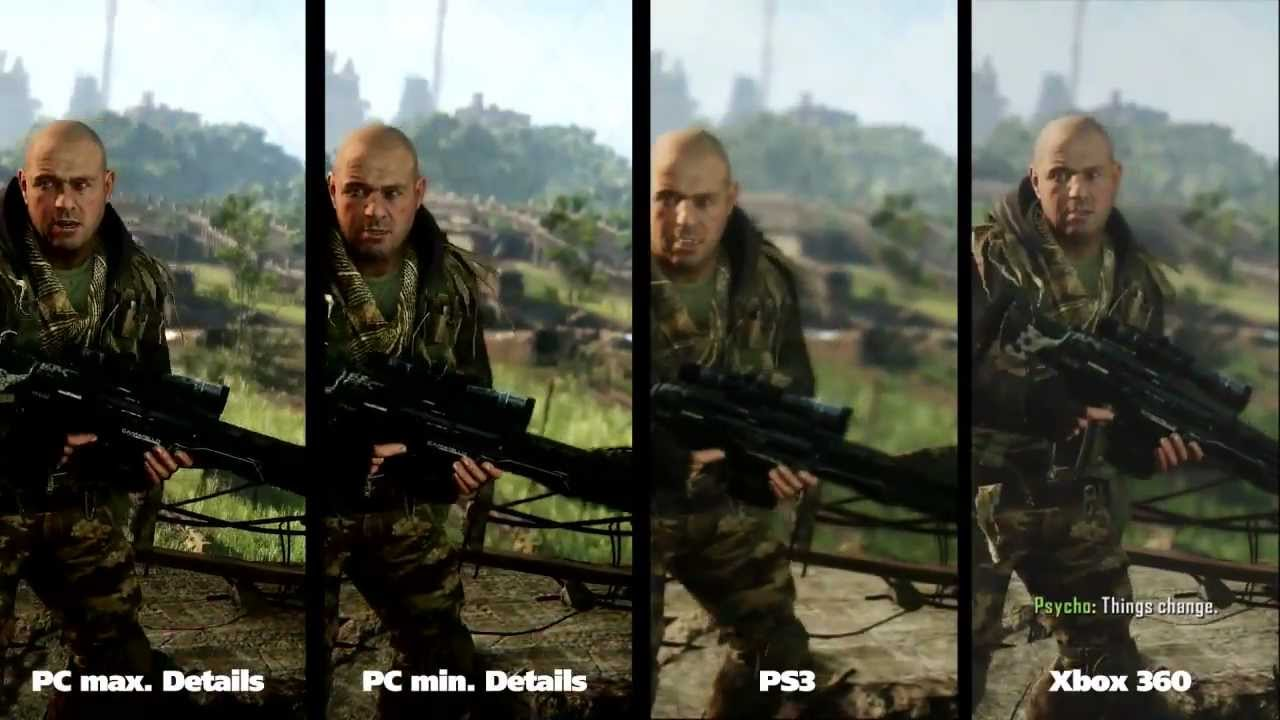 Psycho: Things change.
PC max. Details
PC min. Details
PS3
Xbox 360